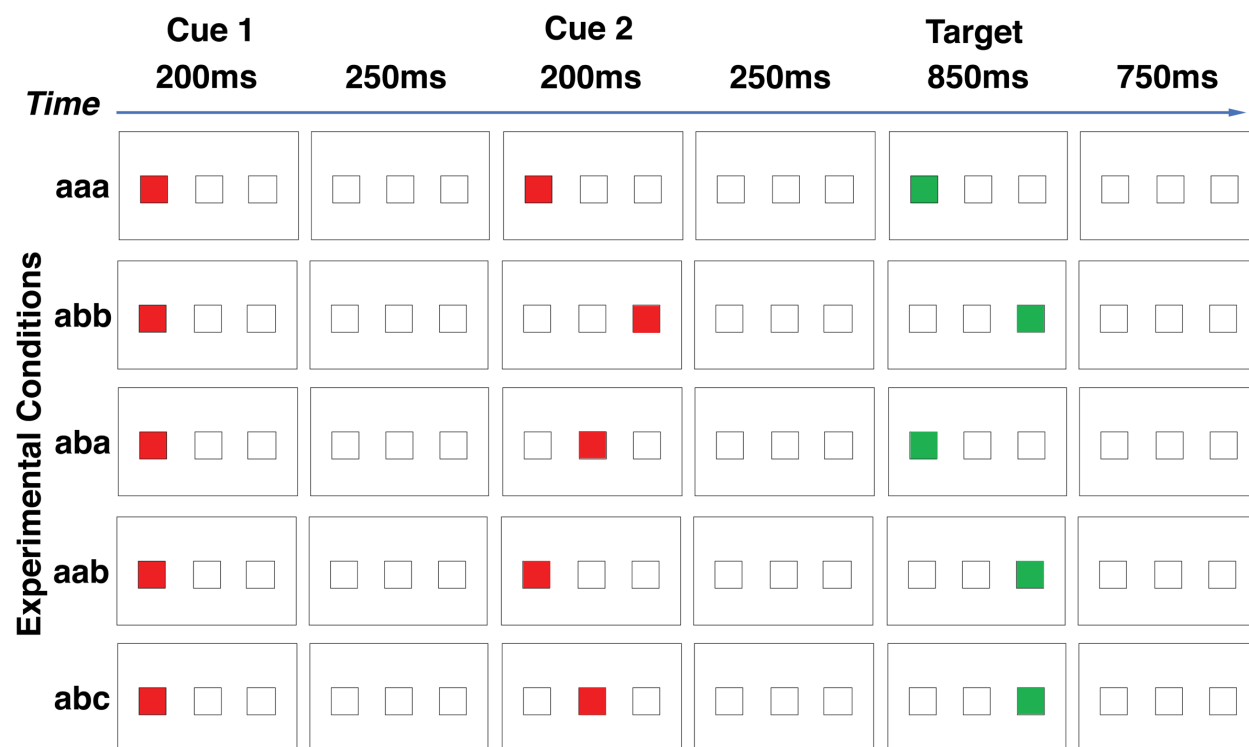 Cue 1 Cue 2 Target
200ms 250ms 200ms 250ms 850ms 750ms
Time
Experimental Conditions
aaa
abb
aba
aab
abc